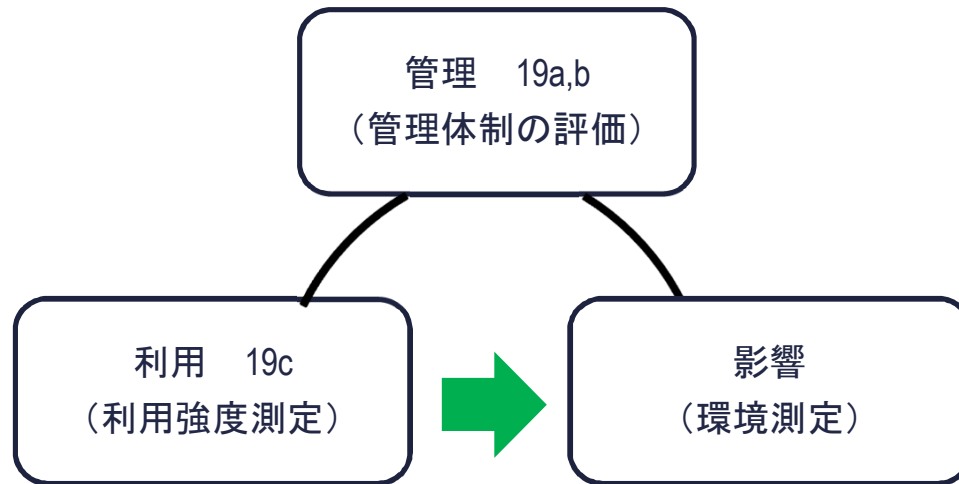 管理　19a,b
（管理体制の評価）
利用　19c
（利用強度測定）
影響
（環境測定）